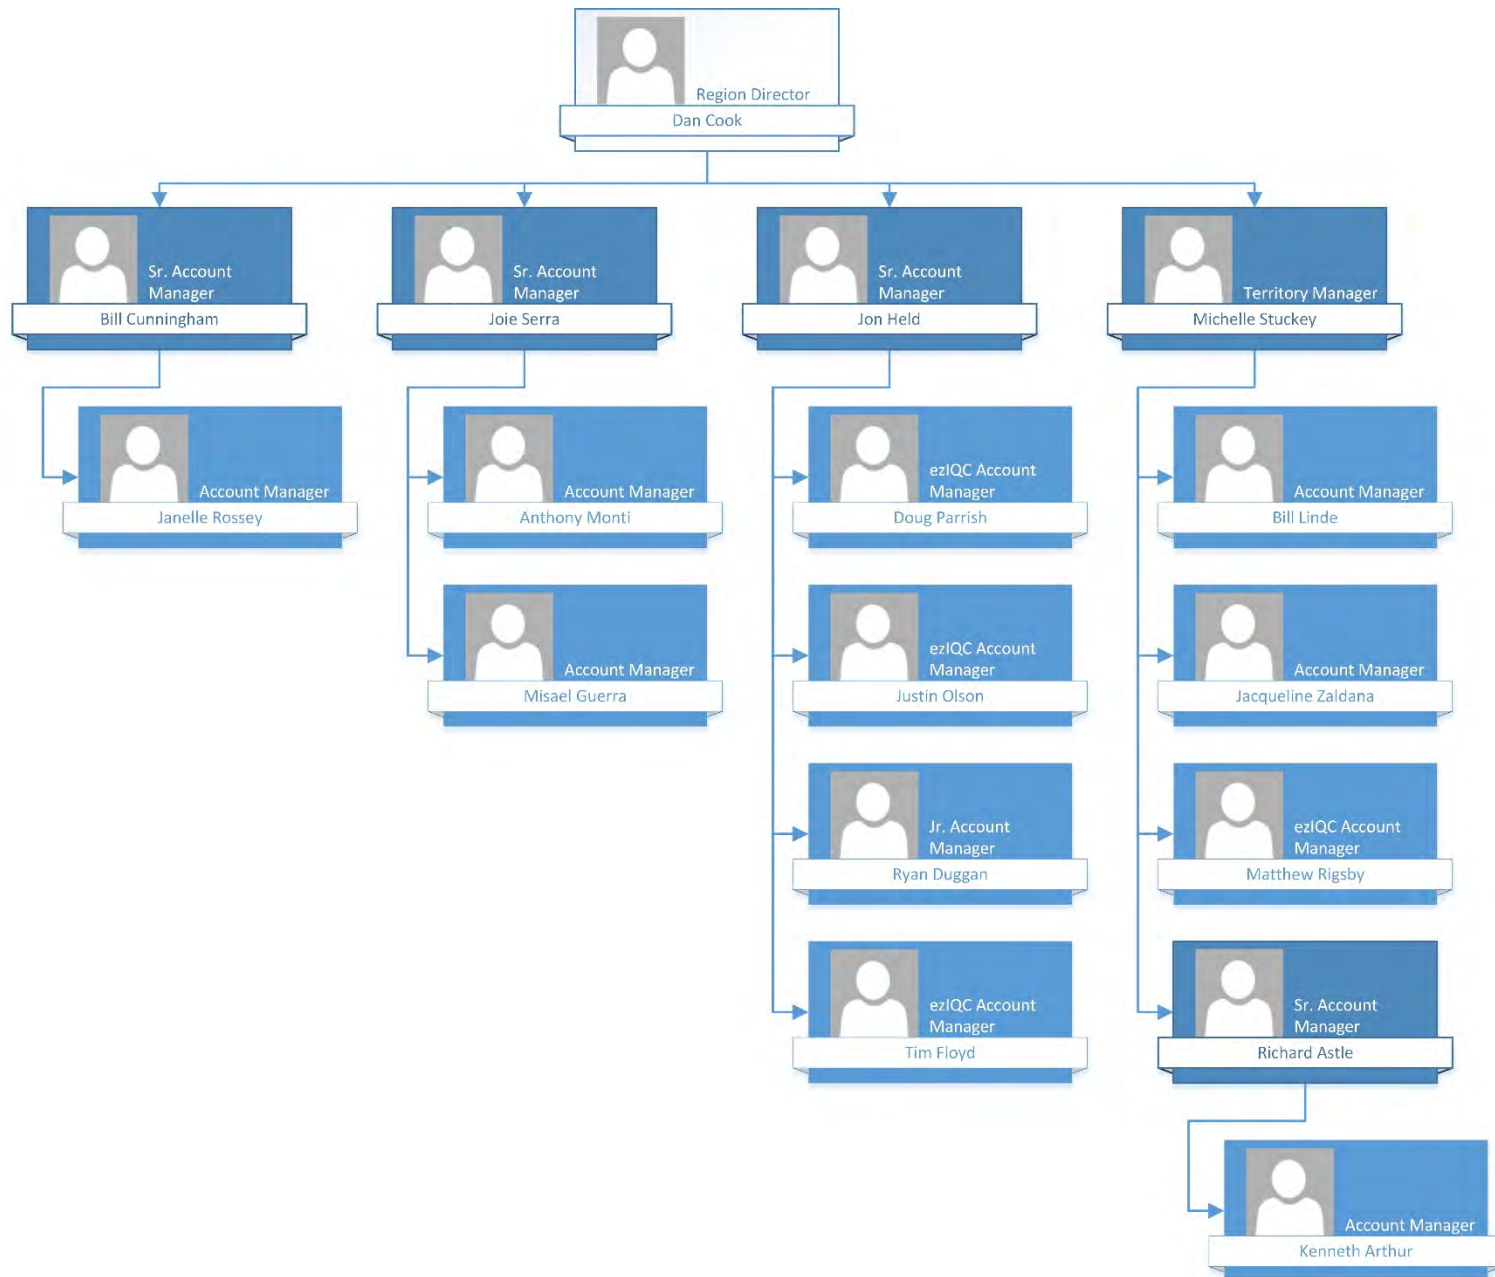 Region Director
Dan Cook
Sr. Account
Manager
Bill Cunningham
Sr. Account
Manager
Joie Serra
Sr. Account
Manager
Jon Held
Territory Manager
Michelle Stuckey
Account Manager
Janelle Rossey
Account Manager
Anthony Monti
ezIQC Account
Manager
Doug Parrish
Account Manager
Bill Linde
Account Manager
Misael Guerra
ezIQC Account
Manager
Justin Olson
Account Manager
Jacqueline Zaldana
Jr. Account
Manager
Ryan Duggan
ezIQC Account
Manager
Matthew Rigsby
ezIQC Account
Manager
Tim Floyd
Sr. Account
Manager
Richard Astle
Account Manager
Kenneth Arthur